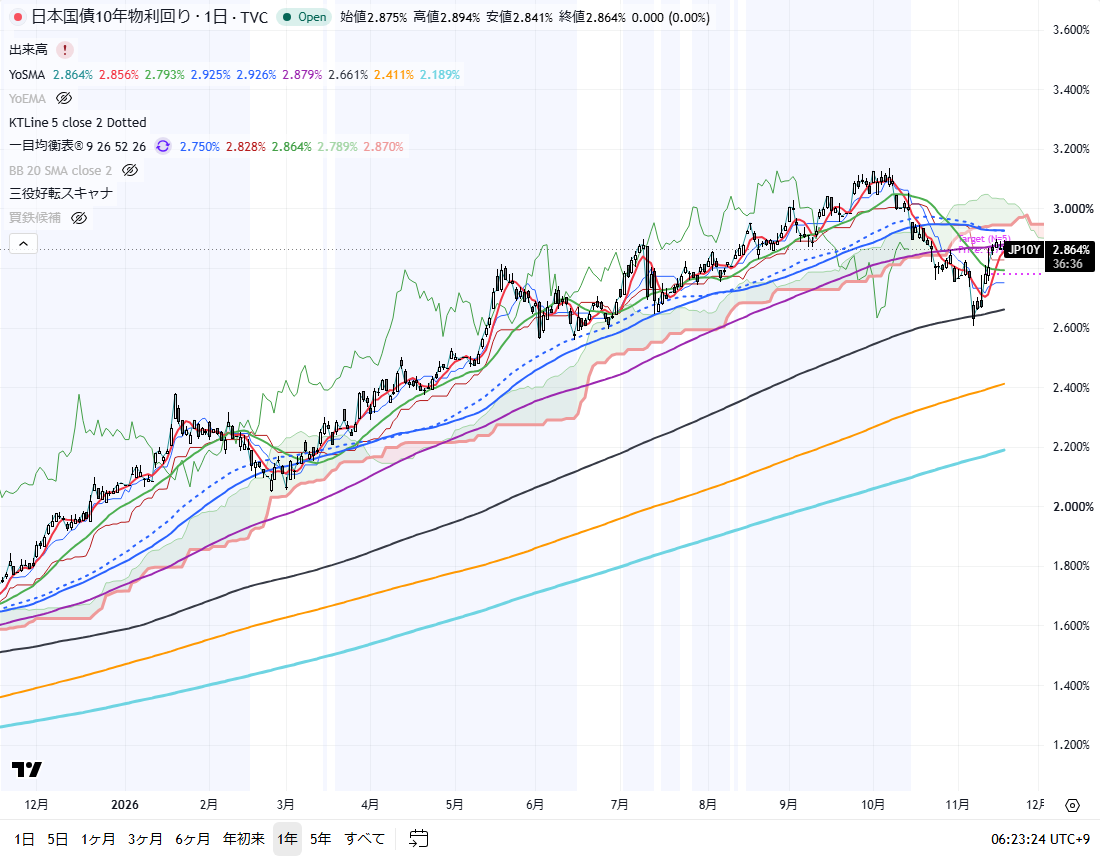 日本国債10年物利回り · 1日 · TVC Open 始値2.875% 高値2.894% 安値2.841% 終値2.864% 0.000 (0.00%)
出来高
YoSMA 2.864% 2.856% 2.793% 2.925% 2.926% 2.879% 2.661% 2.411% 2.189%
YoEMA
KTLine 5 close 2 Dotted
一目均衡表® 9 26 52 26 2.750% 2.828% 2.864% 2.789% 2.870%
BB 20 SMA close 2
三役好転スキャナ
買鉄候補
3.600%
3.400%
3.200%
3.000%
Target (N=5)
JP10Y 2.864%
36:36
2.600%
2.400%
2.200%
2.000%
1.800%
1.600%
1.400%
1.200%
12月 2026 2月 3月 4月 5月 6月 7月 8月 9月 10月 11月
1日 5日 1ヶ月 3ヶ月 6ヶ月 年初来 1年 5年 すべて 06:23:24 UTC+9